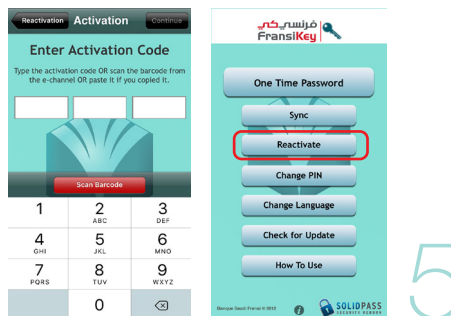 Reactivation Activation Continue
Enter Activation Code
Type the activation code OR scan the barcode from
the e-channel OR paste it if you copied it.
Scan Barcode
1 2 ABC 3 DEF
4 GHI 5 JKL 6 MNO
7 PQRS 8 TUV 9 WXYZ
0
فرنسي كي
FransiKey
One Time Password
Sync
Reactivate
Change PIN
Change Language
Check for Update
How To Use
Banque Saudi Fransi © 2012
SOLIDPASS
SECURITY REBORN
5